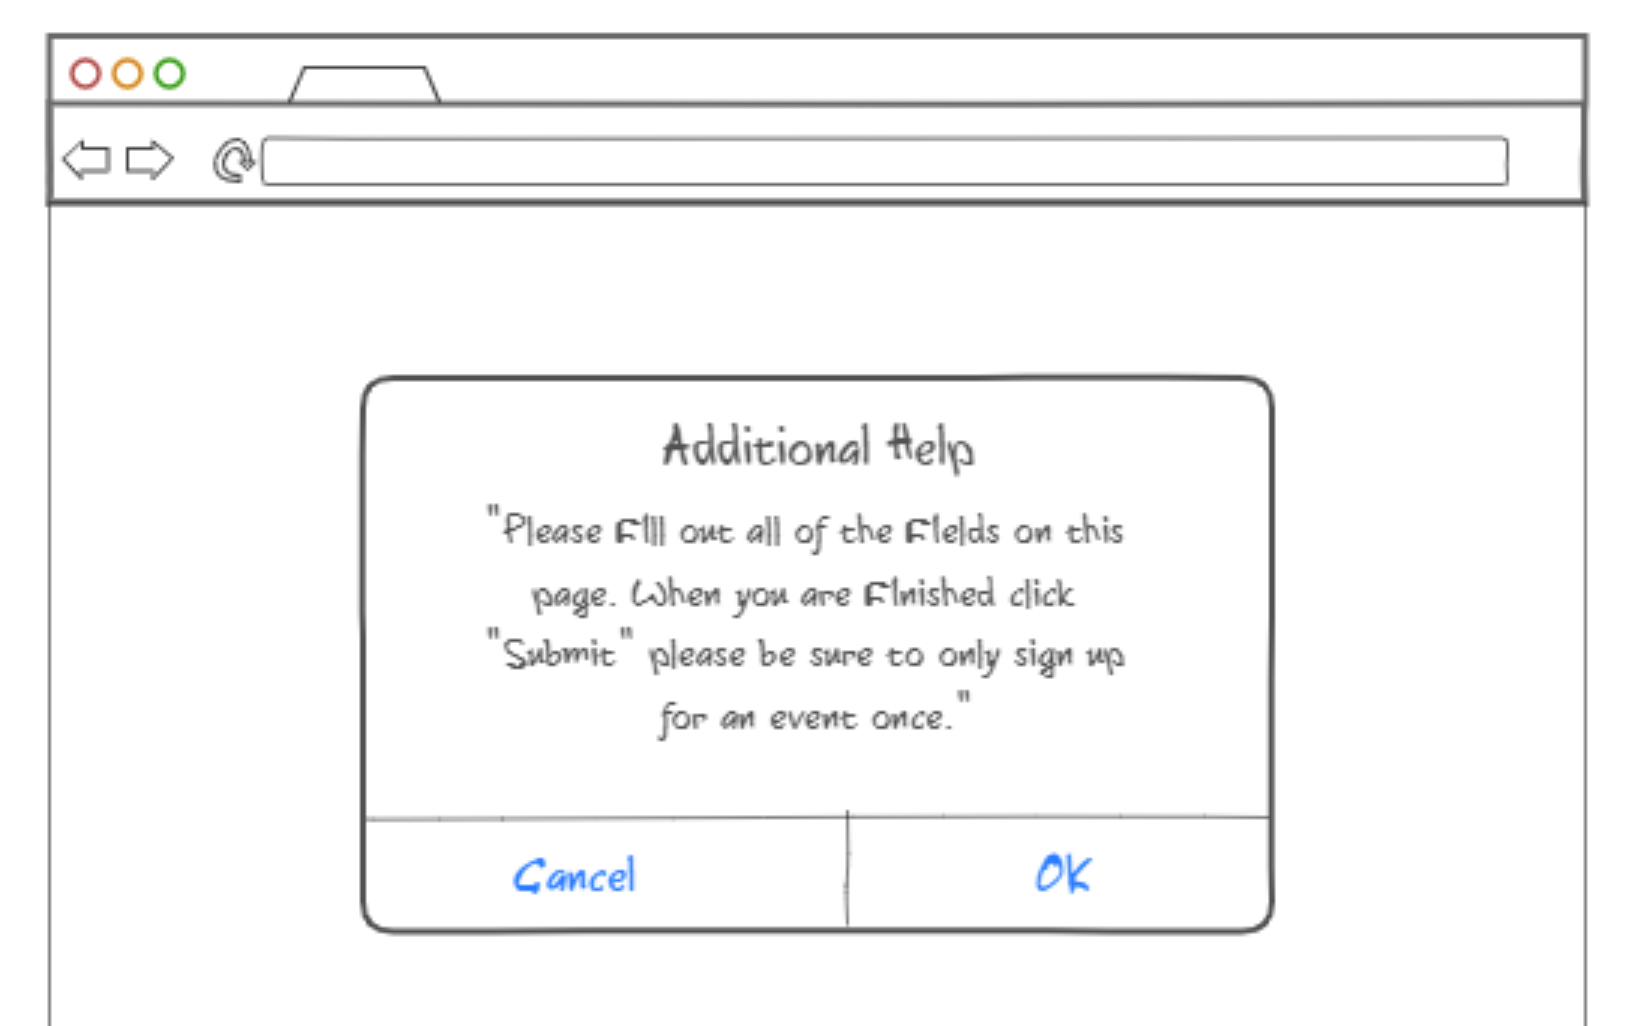 Additional Help
"Please Fill out all of the Fields on this
page. When you are Finished click
"Submit" please be sure to only sign up
for an event once."
Cancel
OK